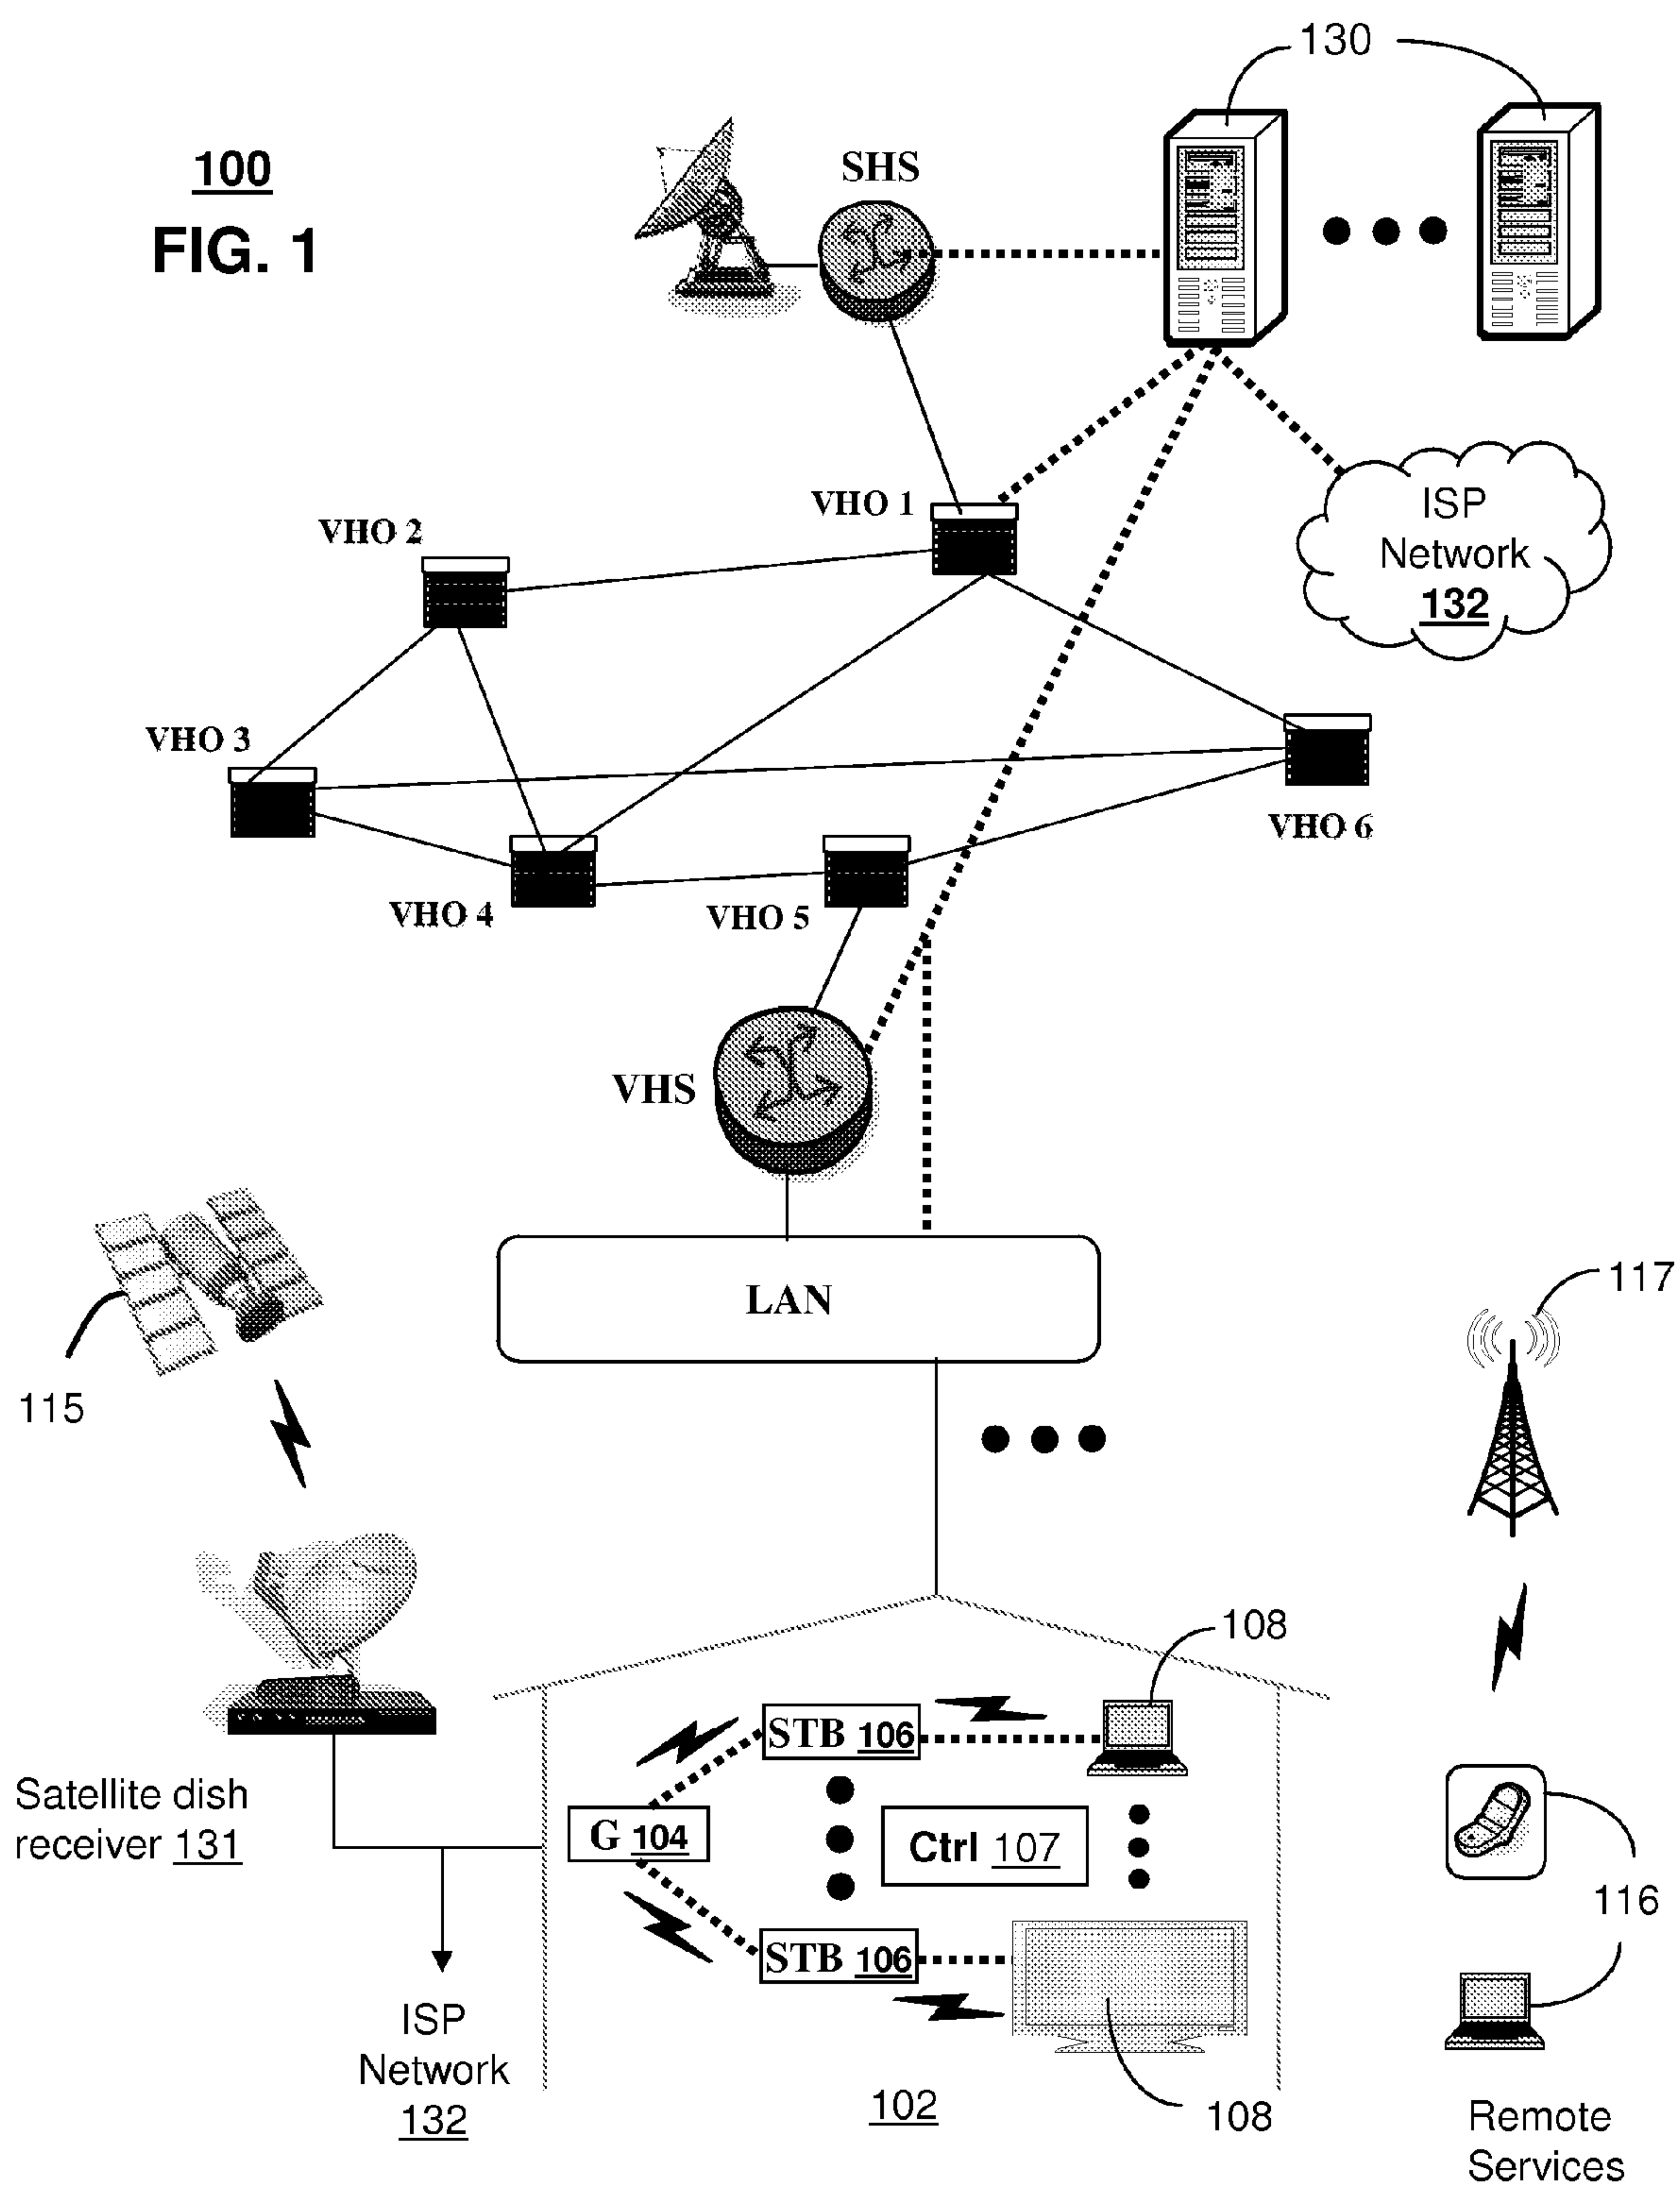 130
100
FIG. 1
SHS
VHO 1
ISP
Network
132
VHO 2
VHO 3
VHO 6
VHO 4
VHO 5
VHS
LAN
117
115
108
STB 106
Satellite dish
receiver 131
G 104
Ctrl 107
116
STB 106
ISP
Network
132
102
108
Remote
Services